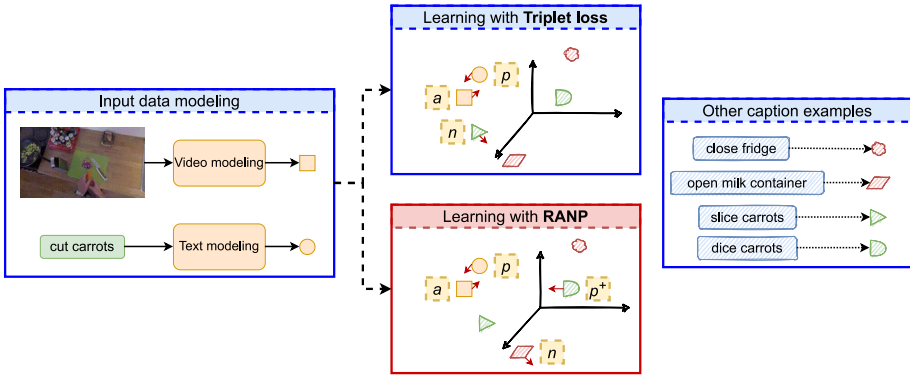 Input data modeling
Video modeling
cut carrots
Text modeling
Learning with Triplet loss
p
a
n
Learning with RANP
p
a
p+
n
Other caption examples
close fridge
open milk container
slice carrots
dice carrots